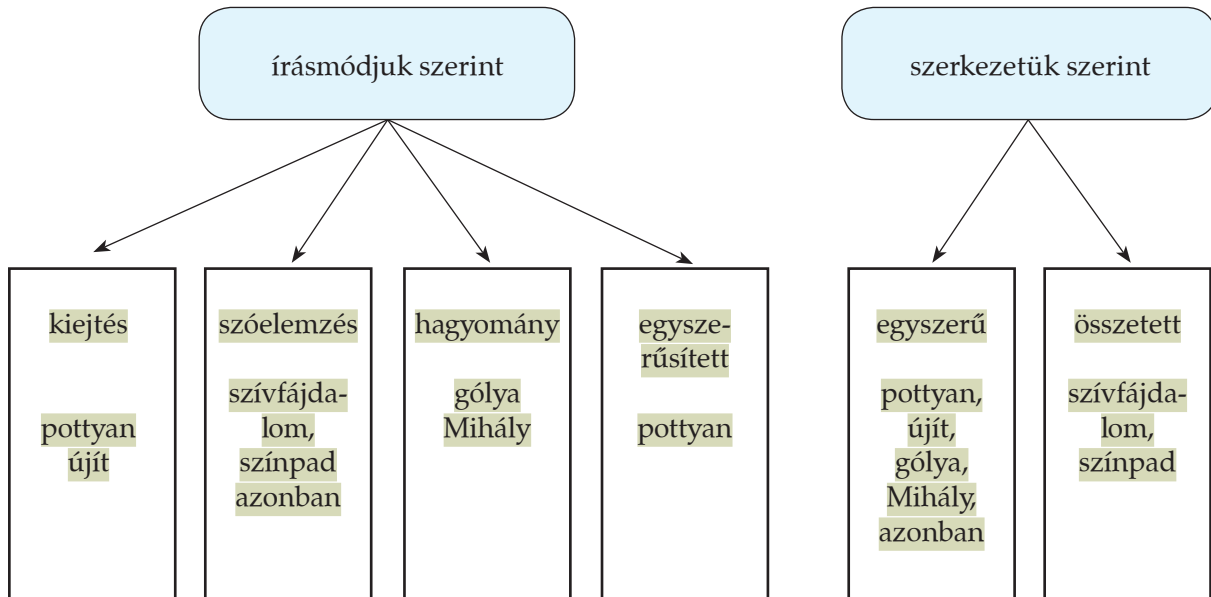 írásmódjuk szerint
szerkezetük szerint
kiejtés
pottyan
újít
szóelemzés
szívfájda-
lom,
színpad
azonban
hagyomány
gólya
Mihály
egysze-
rűsített
pottyan
egyszerű
pottyan,
újít,
gólya,
Mihály,
azonban
összetett
szívfájda-
lom,
színpad